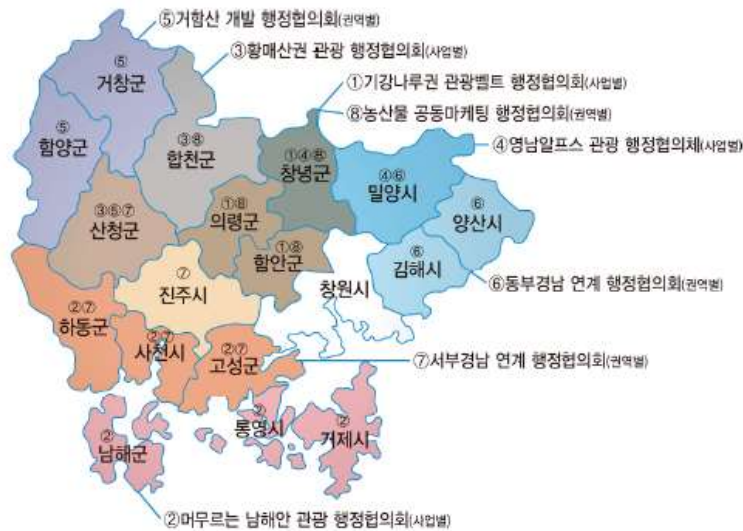 ⑤거함산 개발 행정협의회(권역별)
③황매산권 관광 행정협의회(사업별)
①기강나루권 관광벨트 행정협의회(사업별)
⑧농산물 공동마케팅 행정협의회(권역별)
④영남알프스 관광 행정협의체(사업별)
⑤
거창군
⑤
함양군
③⑧
합천군
①④⑧
창녕군
④⑥
밀양시
⑥
양산시
③⑤⑦
산청군
①⑧
의령군
①⑧
함안군
⑥
김해시
⑥동부경남 연계 행정협의회(권역별)
⑦
진주시
창원시
②⑦
하동군
②⑦
사천시
②⑦
고성군
⑦서부경남 연계 행정협의회(권역별)
②
남해군
②
통영시
②
거제시
②머무르는 남해안 관광 행정협의회(사업별)